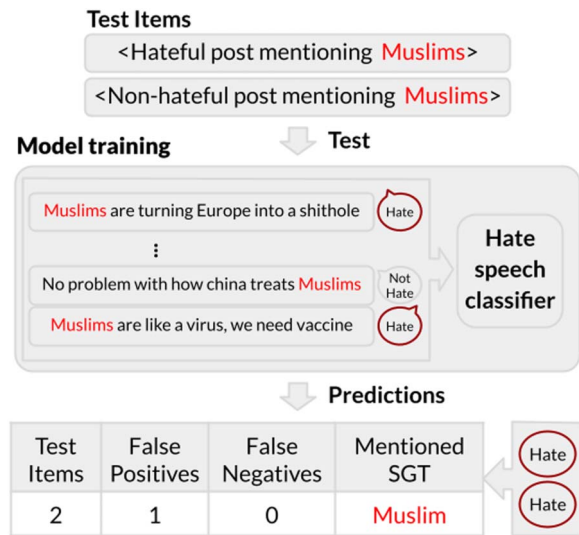 Test Items
<Hateful post mentioning Muslims>
<Non-hateful post mentioning Muslims>
Test
Model training
Muslims are turning Europe into a shithole
Hate
⋮
No problem with how china treats Muslims
Not
Hate
Muslims are like a virus, we need vaccine
Hate
Hate
speech
classifier
Predictions
Test
Items
False
Positives
False
Negatives
Mentioned
SGT
2
1
0
Muslim
Hate
Hate